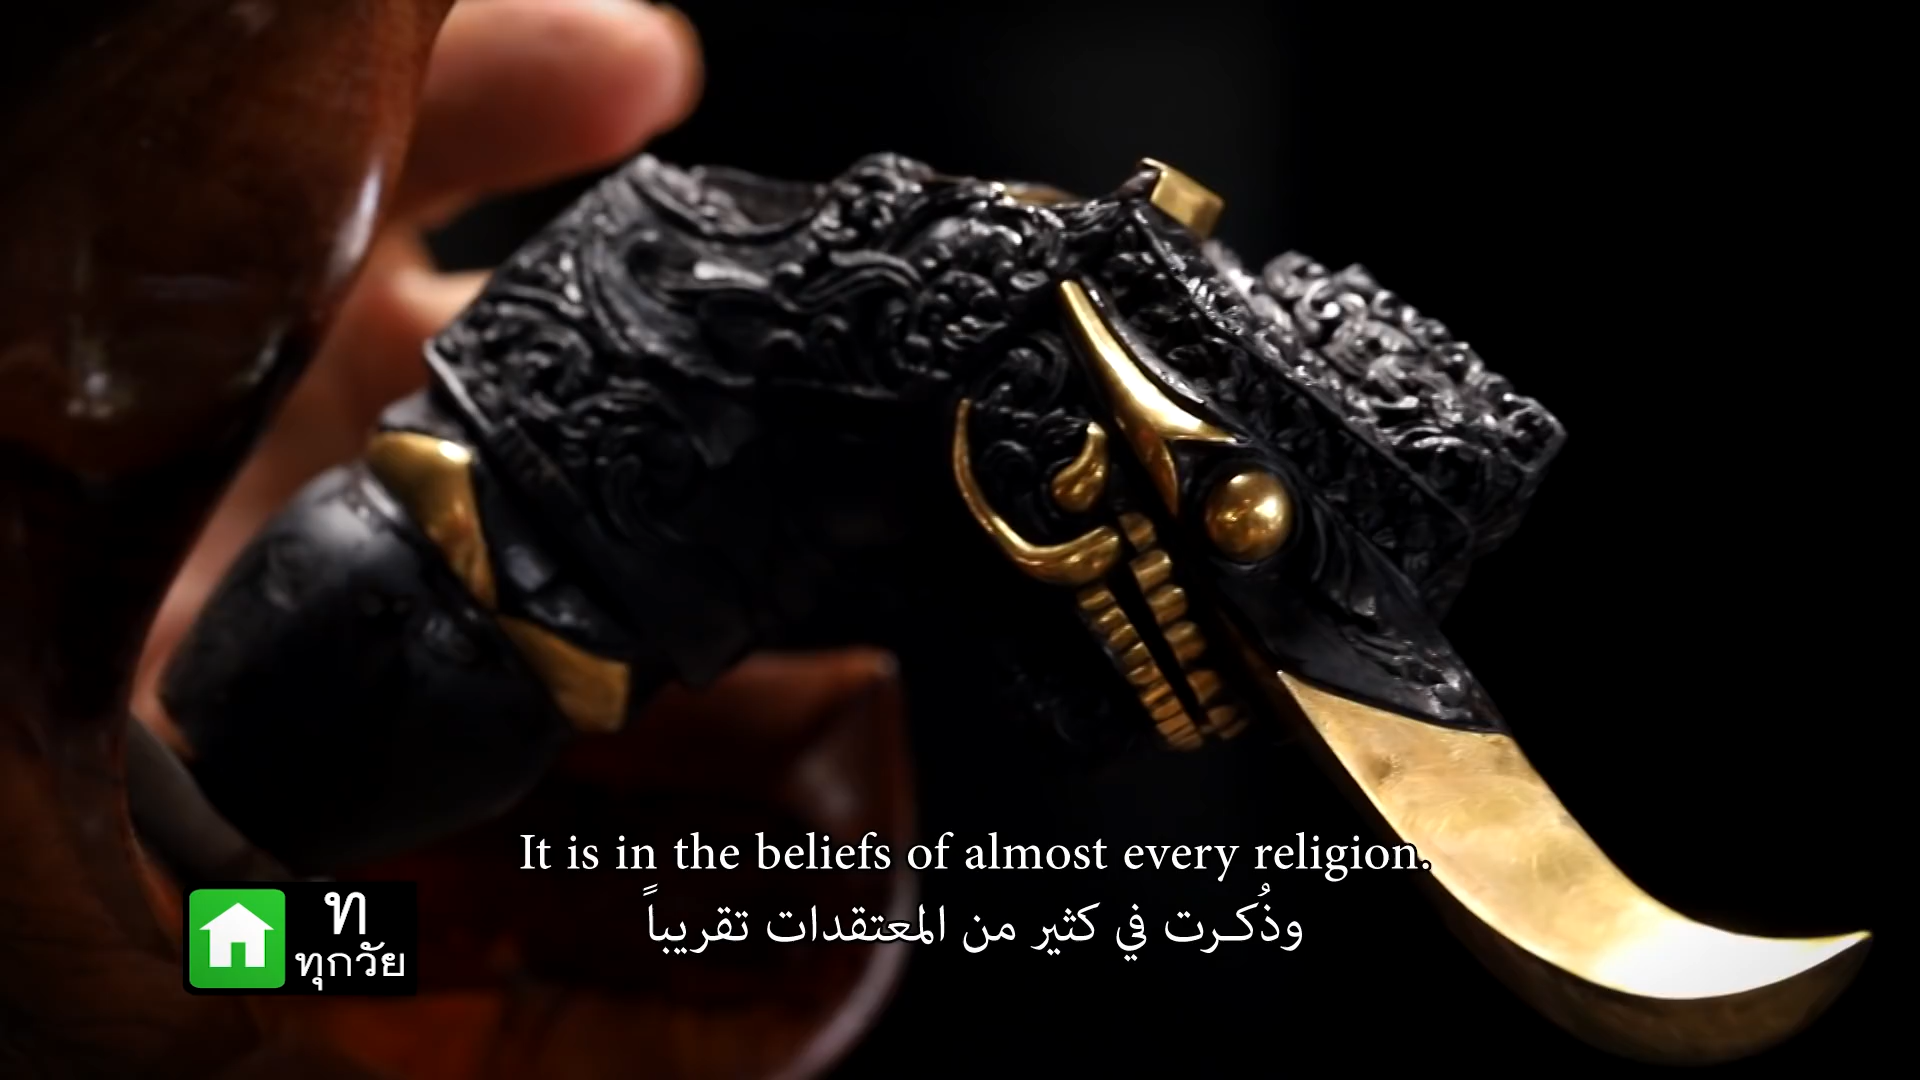 It is in the beliefs of almost every religion.
وذُكـرت في كثير من المعتقدات تقريباً
ท
ทุกวัย